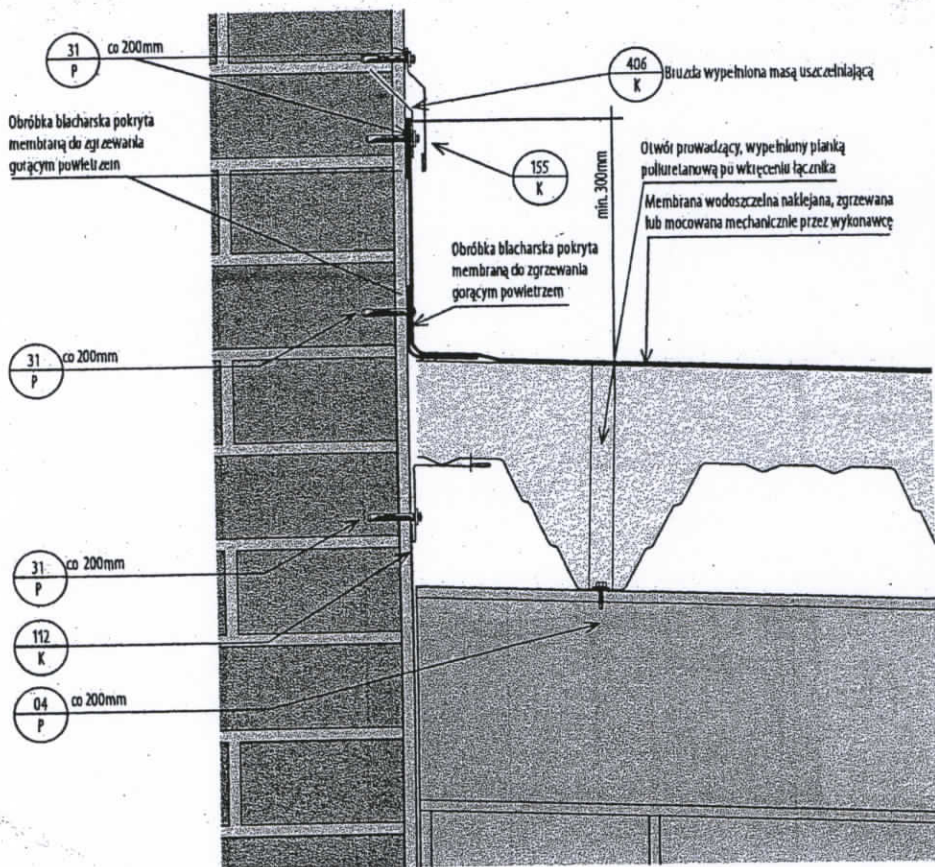 31
P
co 200mm
406
K
Bruzda wypełniona masą uszczelniającą
Obróbka blacharska pokryta
membraną do zgrzewania
gorącym powietrzem
155
K
min. 300mm
Otwór prowadzący, wypełniony pianką
poliuretanową po wkręceniu łącznika
Membrana wodoszczelna naklejana, zgrzewana
lub mocowana mechanicznie przez wykonawcę
Obróbka blacharska pokryta
membraną do zgrzewania
gorącym powietrzem
31
P
co 200mm
31
P
co 200mm
112
K
04
P
co 200mm